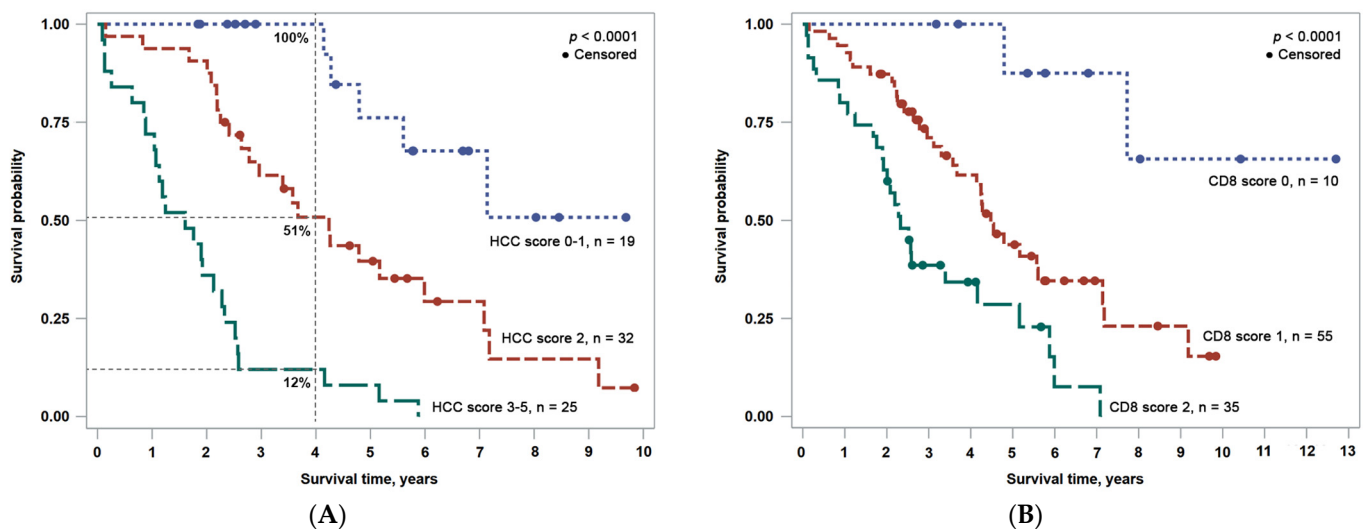 p < 0.0001
● Censored
1.00
0.75
0.50
0.25
0.00
Survival probability
100%
51%
12%
HCC score 0-1, n = 19
HCC score 2, n = 32
HCC score 3-5, n = 25
0 1 2 3 4 5 6 7 8 9 10
Survival time, years
(A)
p < 0.0001
● Censored
1.00
0.75
0.50
0.25
0.00
Survival probability
CD8 score 0, n = 10
CD8 score 1, n = 55
CD8 score 2, n = 35
0 1 2 3 4 5 6 7 8 9 10 11 12 13
Survival time, years
(B)